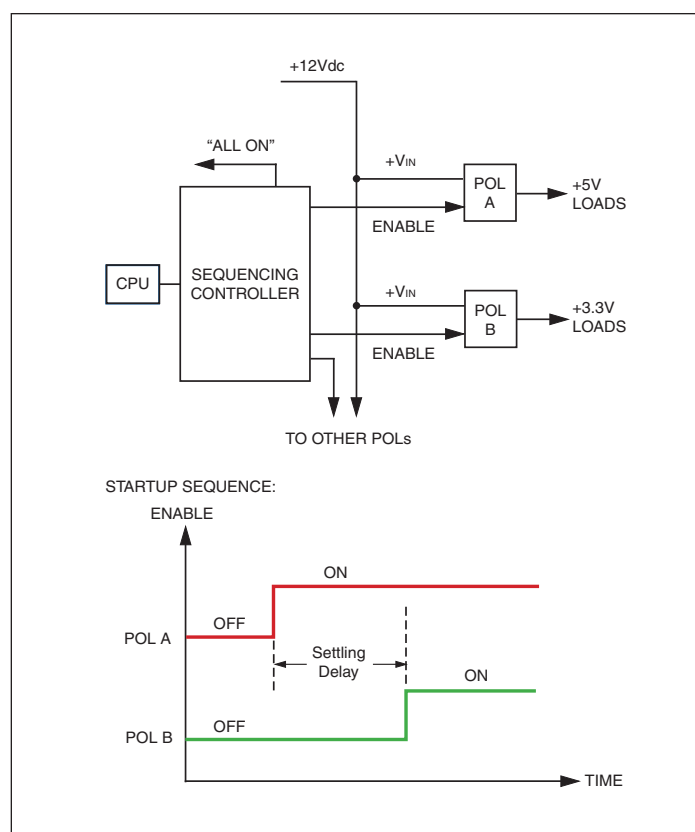 +12Vdc
“ALL ON”
+VIN
POL
A
+5V
LOADS
ENABLE
CPU
SEQUENCING
CONTROLLER
+VIN
POL
B
+3.3V
LOADS
ENABLE
TO OTHER POLs
STARTUP SEQUENCE:
ENABLE
ON
OFF
POL A
Settling
Delay
ON
OFF
POL B
TIME